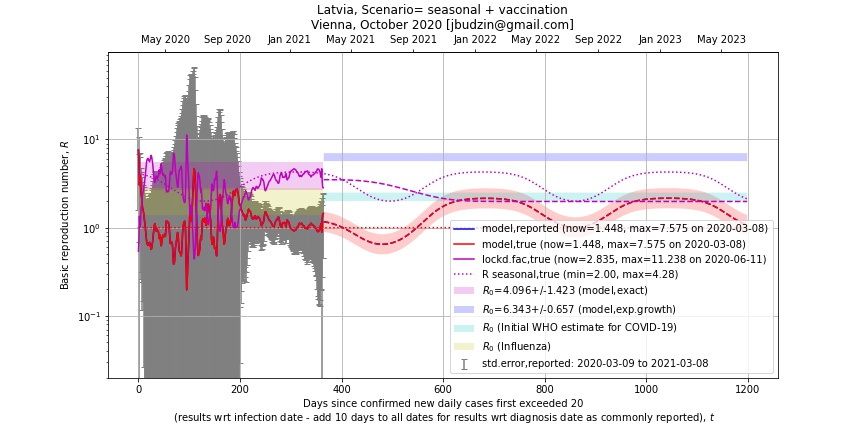 Latvia, Scenario= seasonal + vaccination
Vienna, October 2020 [jbudzin@gmail.com]
May 2020 Sep 2020 Jan 2021 May 2021 Sep 2021 Jan 2022 May 2022 Sep 2022 Jan 2023 May 2023
Basic reproduction number, R
10¹
10⁰
10⁻¹
model,reported (now=1.448, max=7.575 on 2020-03-08)
model,true (now=1.448, max=7.575 on 2020-03-08)
lockd.fac,true (now=2.835, max=11.238 on 2020-06-11)
R seasonal,true (min=2.00, max=4.28)
R₀=4.096+/-1.423 (model,exact)
R₀=6.343+/-0.657 (model,exp.growth)
R₀ (Initial WHO estimate for COVID-19)
R₀ (Influenza)
std.error,reported: 2020-03-09 to 2021-03-08
0 200 400 600 800 1000 1200
Days since confirmed new daily cases first exceeded 20
(results wrt infection date - add 10 days to all dates for results wrt diagnosis date as commonly reported), t